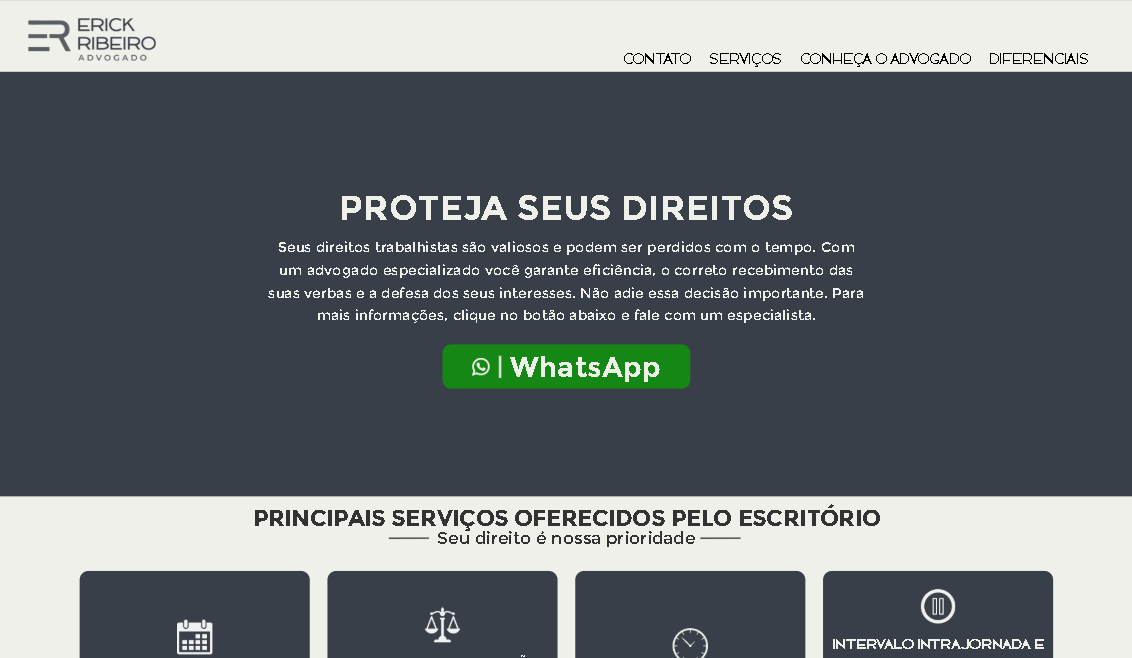 ERICK
RIBEIRO
ADVOGADO
CONTATO SERVIÇOS CONHEÇA O ADVOGADO DIFERENCIAIS
PROTEJA SEUS DIREITOS
Seus direitos trabalhistas são valiosos e podem ser perdidos com o tempo. Com
um advogado especializado você garante eficiência, o correto recebimento das
suas verbas e a defesa dos seus interesses. Não adie essa decisão importante. Para
mais informações, clique no botão abaixo e fale com um especialista.
| WhatsApp
PRINCIPAIS SERVIÇOS OFERECIDOS PELO ESCRITÓRIO
Seu direito é nossa prioridade
INTERVALO INTRAJORNADA E